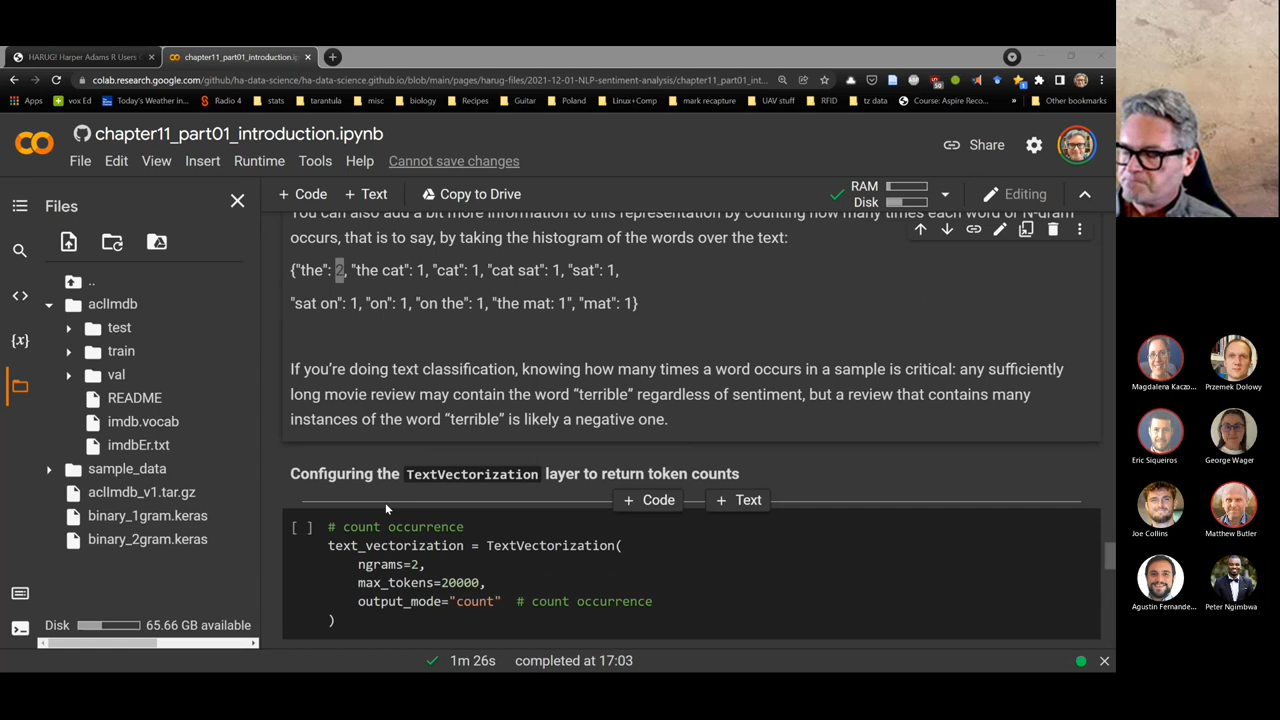 HARUG! Harper Adams R Users
chapter11_part01_introduction.ip
colab.research.google.com/github/ha-data-science/ha-data-science.github.io/blob/main/pages/harug-files/2021-12-01-NLP-sentiment-analysis/chapter11_part01_int...
Apps
vox Ed
Today's Weather in...
Radio 4
stats
tarantula
misc
biology
Recipes
Guitar
Poland
Linux+Comp
mark recapture
UAV stuff
RFID
tz data
Course: Aspire Reco...
Other bookmarks
chapter11_part01_introduction.ipynb
File Edit View Insert Runtime Tools Help Cannot save changes
Share
+ Code + Text Copy to Drive
RAM
Disk
Editing
Files
..
aclImdb
test
train
val
README
imdb.vocab
imdbEr.txt
sample_data
aclImdb_v1.tar.gz
binary_1gram.keras
binary_2gram.keras
Disk 65.66 GB available
You can also add a bit more information to this representation by counting how many times each word or N-gram
occurs, that is to say, by taking the histogram of the words over the text:
{"the": 2, "the cat": 1, "cat": 1, "cat sat": 1, "sat": 1,
"sat on": 1, "on": 1, "on the": 1, "the mat: 1", "mat": 1}
If you're doing text classification, knowing how many times a word occurs in a sample is critical: any sufficiently
long movie review may contain the word “terrible” regardless of sentiment, but a review that contains many
instances of the word “terrible” is likely a negative one.
Configuring the TextVectorization layer to return token counts
+ Code + Text
[ ] # count occurrence
text_vectorization = TextVectorization(
ngrams=2,
max_tokens=20000,
output_mode="count" # count occurrence
)
1m 26s completed at 17:03
Magdalena Kaczo...
Przemek Dolowy
Eric Siqueiros
George Wager
Joe Collins
Matthew Butler
Agustin Fernande...
Peter Ngimbwa